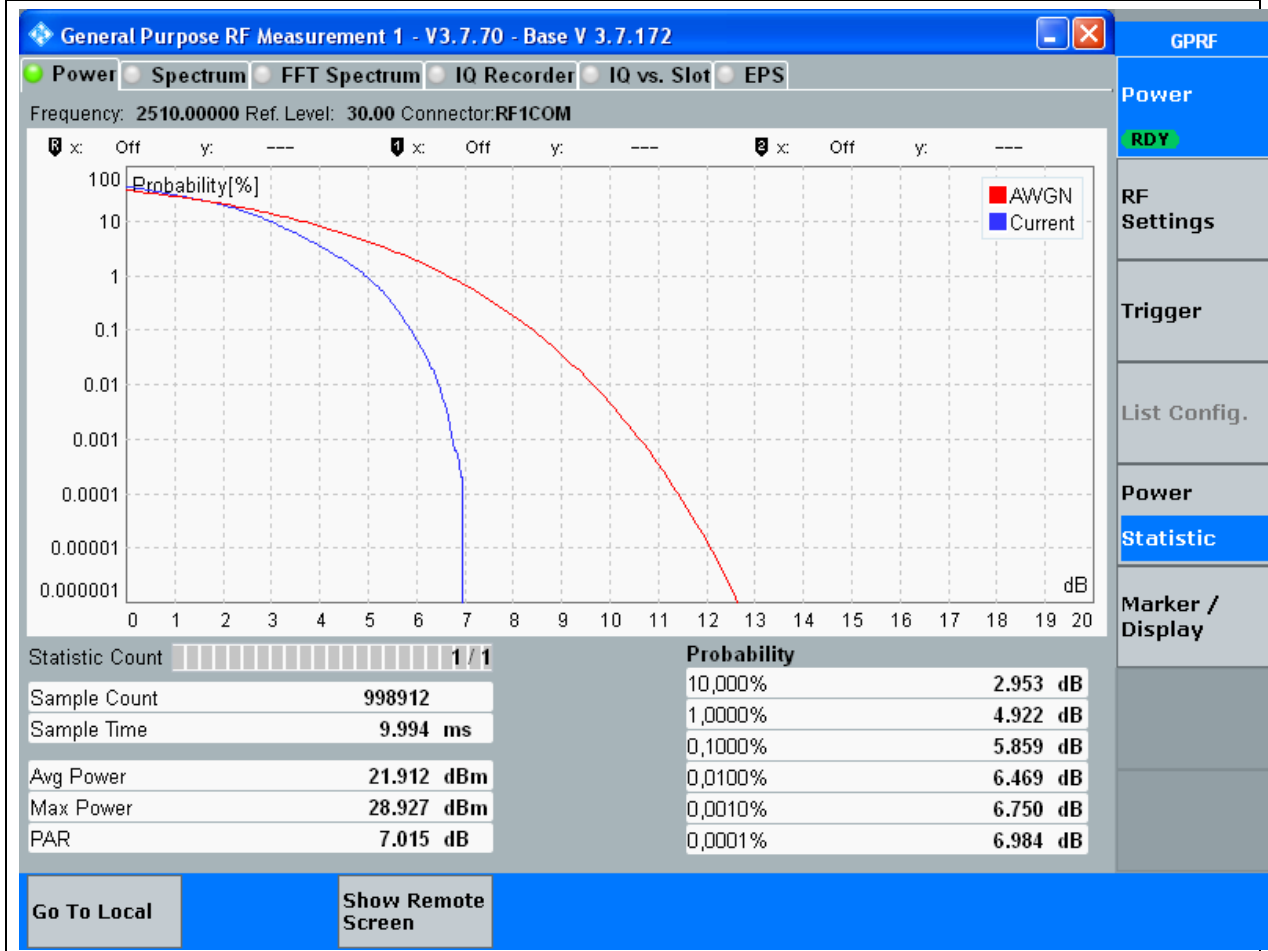 General Purpose RF Measurement 1 - V3.7.70 - Base V 3.7.172
GPRF
Power Spectrum FFT Spectrum IQ Recorder IQ vs. Slot EPS
Frequency: 2510.00000 Ref. Level: 30.00 Connector:RF1COM
R x: Off y: --- 1 x: Off y: --- 2 x: Off y: ---
Probability[%]
AWGN
Current
100
10
1
0.1
0.01
0.001
0.0001
0.00001
0.000001
dB
0 1 2 3 4 5 6 7 8 9 10 11 12 13 14 15 16 17 18 19 20
Statistic Count 1 / 1
Sample Count 998912
Sample Time 9.994 ms
Avg Power 21.912 dBm
Max Power 28.927 dBm
PAR 7.015 dB
Probability
10,000% 2.953 dB
1,0000% 4.922 dB
0,1000% 5.859 dB
0,0100% 6.469 dB
0,0010% 6.750 dB
0,0001% 6.984 dB
Power
RDY
RF
Settings
Trigger
List Config.
Power
Statistic
Marker /
Display
Go To Local
Show Remote
Screen